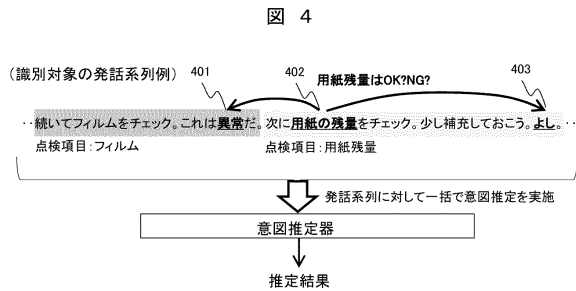 図 4
(識別対象の発話系列例)
401
402
用紙残量はOK?NG?
403
‥続いてフィルムをチェック。これは異常だ。次に用紙の残量をチェック。少し補充しておこう。よし。‥
点検項目:フィルム
点検項目:用紙残量
発話系列に対して一括で意図推定を実施
意図推定器
推定結果